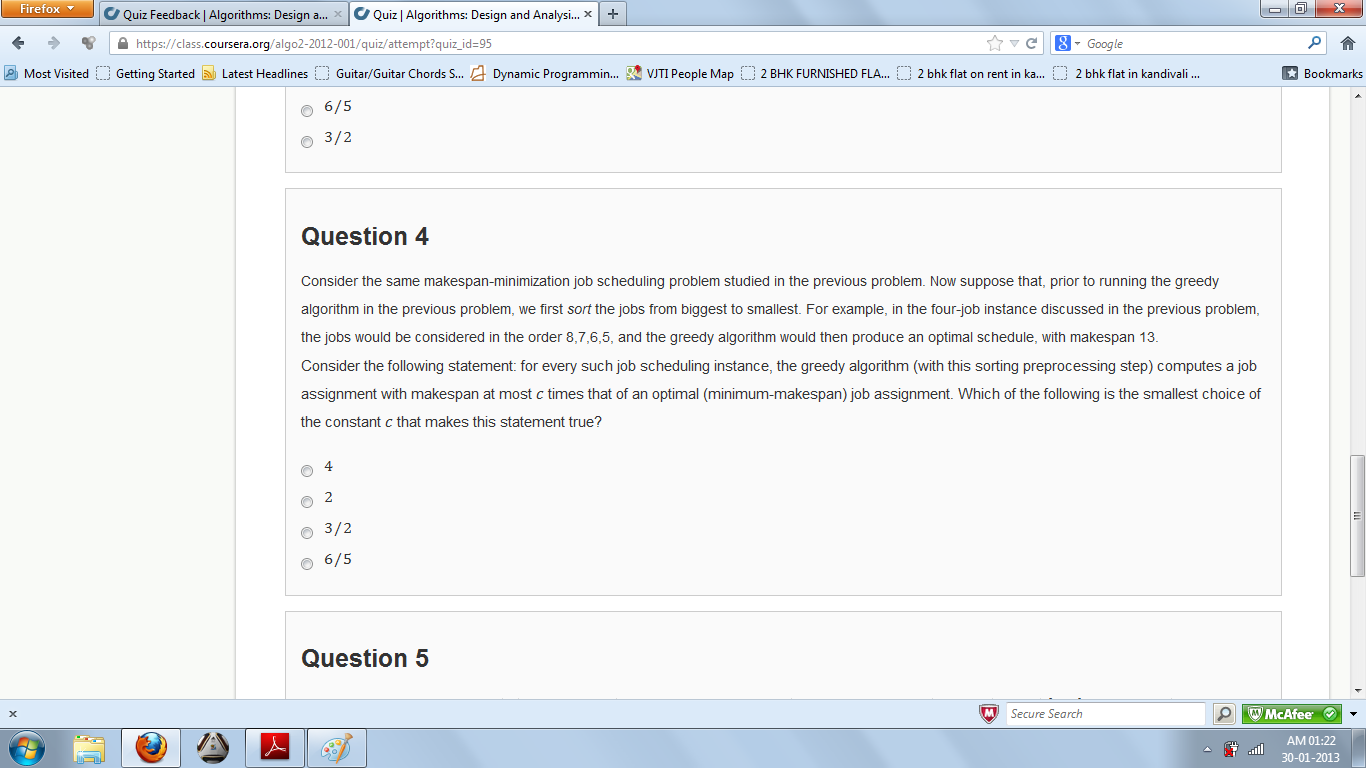 Firefox
Quiz Feedback | Algorithms: Design a...
Quiz | Algorithms: Design and Analysi...
https://class.coursera.org/algo2-2012-001/quiz/attempt?quiz_id=95
Google
Most Visited
Getting Started
Latest Headlines
Guitar/Guitar Chords S...
Dynamic Programmin...
VJTI People Map
2 BHK FURNISHED FLA...
2 bhk flat on rent in ka...
2 bhk flat in kandivali ...
Bookmarks
6/5
3/2
Question 4
Consider the same makespan-minimization job scheduling problem studied in the previous problem. Now suppose that, prior to running the greedy
algorithm in the previous problem, we first sort the jobs from biggest to smallest. For example, in the four-job instance discussed in the previous problem,
the jobs would be considered in the order 8,7,6,5, and the greedy algorithm would then produce an optimal schedule, with makespan 13.
Consider the following statement: for every such job scheduling instance, the greedy algorithm (with this sorting preprocessing step) computes a job
assignment with makespan at most c times that of an optimal (minimum-makespan) job assignment. Which of the following is the smallest choice of
the constant c that makes this statement true?
4
2
3/2
6/5
Question 5
Secure Search
McAfee
AM 01:22
30-01-2013